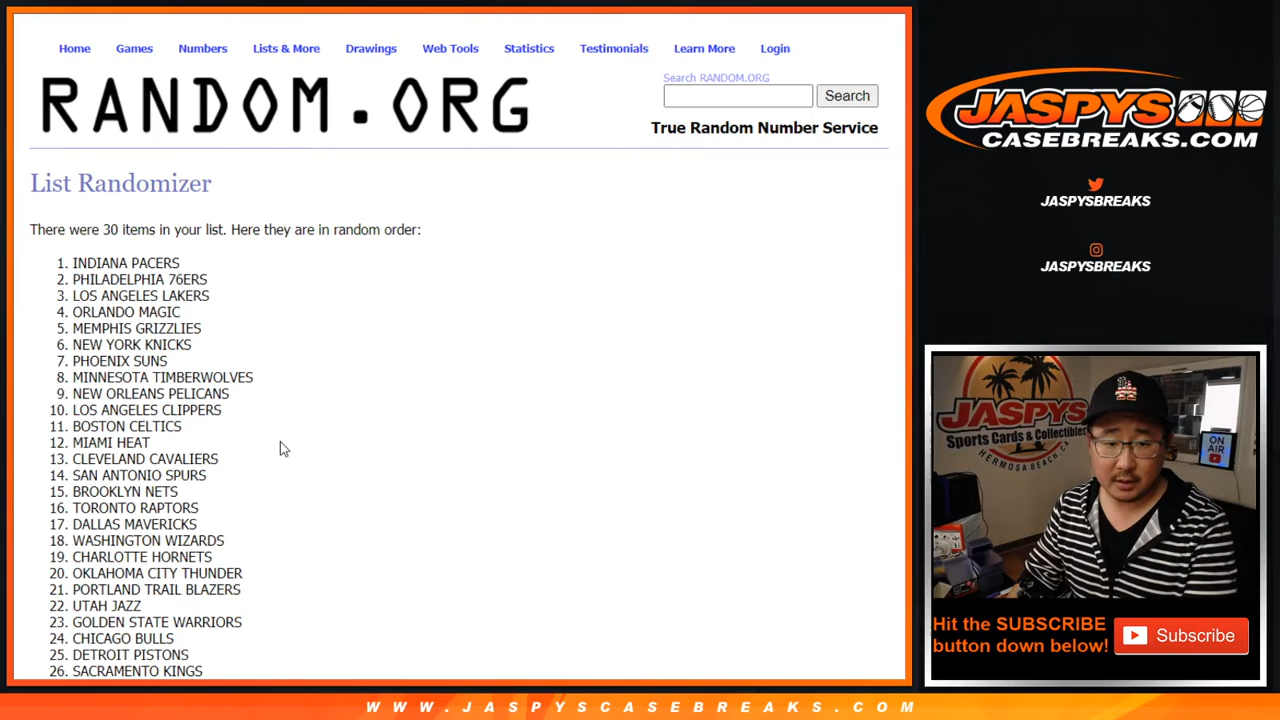 Home Games Numbers Lists & More Drawings Web Tools Statistics Testimonials Learn More Login
RANDOM.ORG
Search RANDOM.ORG
Search
True Random Number Service
List Randomizer
There were 30 items in your list. Here they are in random order:
1. INDIANA PACERS
2. PHILADELPHIA 76ERS
3. LOS ANGELES LAKERS
4. ORLANDO MAGIC
5. MEMPHIS GRIZZLIES
6. NEW YORK KNICKS
7. PHOENIX SUNS
8. MINNESOTA TIMBERWOLVES
9. NEW ORLEANS PELICANS
10. LOS ANGELES CLIPPERS
11. BOSTON CELTICS
12. MIAMI HEAT
13. CLEVELAND CAVALIERS
14. SAN ANTONIO SPURS
15. BROOKLYN NETS
16. TORONTO RAPTORS
17. DALLAS MAVERICKS
18. WASHINGTON WIZARDS
19. CHARLOTTE HORNETS
20. OKLAHOMA CITY THUNDER
21. PORTLAND TRAIL BLAZERS
22. UTAH JAZZ
23. GOLDEN STATE WARRIORS
24. CHICAGO BULLS
25. DETROIT PISTONS
26. SACRAMENTO KINGS
JASPYS
CASEBREAKS.COM
JASPYSBREAKS
JASPYSBREAKS
JASPYS
Sports Cards & Collectibles
HERMOSA BEACH, CA
ON
AIR
Hit the SUBSCRIBE
button down below!
Subscribe
WWW.JASPYSCASEBREAKS.COM